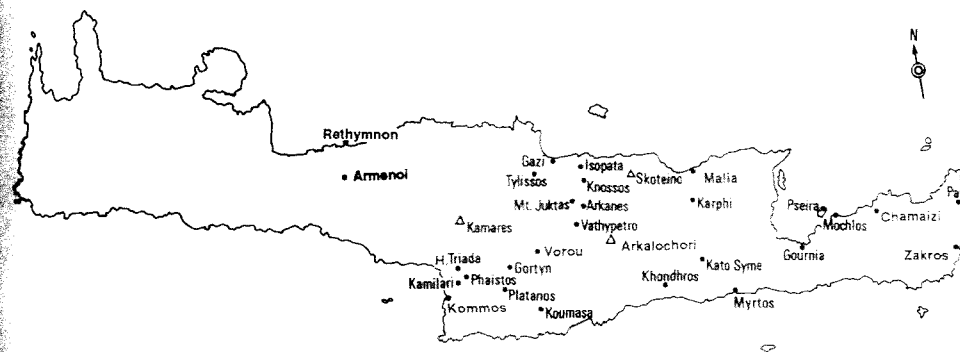 N
Rethymnon
Armenoi
Gazi
Isopata
Tylissos
Skoteino
Malia
Knossos
Mt. Juktas
Arkanes
Karphi
Pseira
Mochlos
Chamaizi
Pa
Kamares
Vathypetro
Arkalochori
Gournia
Zakros
Vorou
H. Triada
Gortyn
Kato Syme
Phaistos
Kamilari
Khondhros
Platanos
Kommos
Koumasa
Myrtos